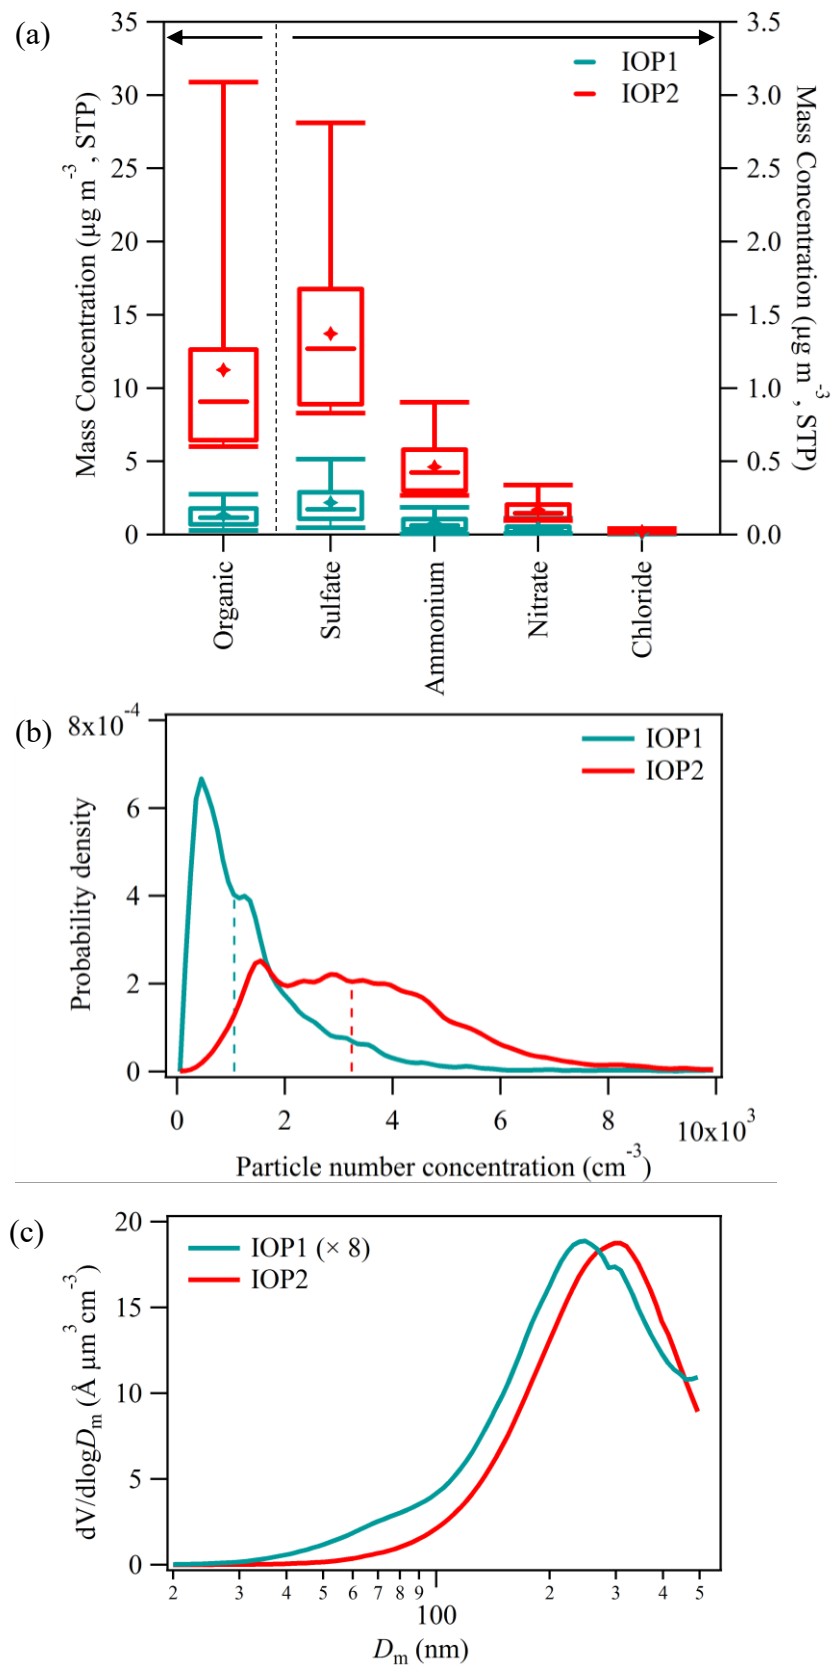 (a)
35
30
25
20
15
10
5
0
Mass Concentration (µg m⁻³, STP)
3.5
3.0
2.5
2.0
1.5
1.0
0.5
0.0
Mass Concentration (µg m⁻³, STP)
IOP1
IOP2
Organic
Sulfate
Ammonium
Nitrate
Chloride
(b)
8x10⁻⁴
6
4
2
0
Probability density
IOP1
IOP2
0 2 4 6 8 10x10³
Particle number concentration (cm⁻³)
(c)
20
15
10
5
0
dV/dlogDₘ (Å µm³ cm⁻³)
IOP1 (× 8)
IOP2
2 3 4 5 6 7 8 9 2 3 4 5
100
Dₘ (nm)